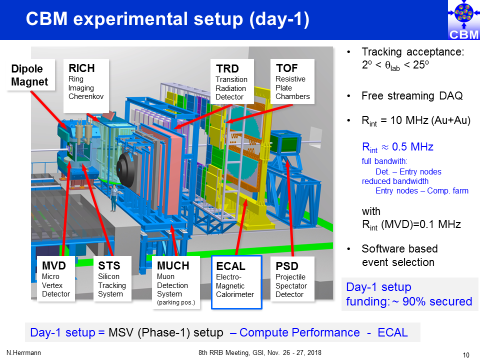 CBM experimental setup (day-1)
CBM
Dipole
Magnet
RICH
Ring
Imaging
Cherenkov
TRD
Transition
Radiation
Detector
TOF
Resistive
Plate
Chambers
MVD
Micro
Vertex
Detector
STS
Silicon
Tracking
System
MUCH
Muon
Detection
System
(parking pos.)
ECAL
Electro-
Magnetic
Calorimeter
PSD
Projectile
Spectator
Detector
• Tracking acceptance:
2° < θlab < 25°
• Free streaming DAQ
• Rint = 10 MHz (Au+Au)
Rint ≈ 0.5 MHz
full bandwith:
Det. – Entry nodes
reduced bandwidth
Entry nodes – Comp. farm
with
Rint (MVD)=0.1 MHz
• Software based
event selection
Day-1 setup
funding: ~ 90% secured
Day-1 setup = MSV (Phase-1) setup – Compute Performance - ECAL
N.Herrmann
8th RRB Meeting, GSI, Nov. 26 - 27, 2018
10